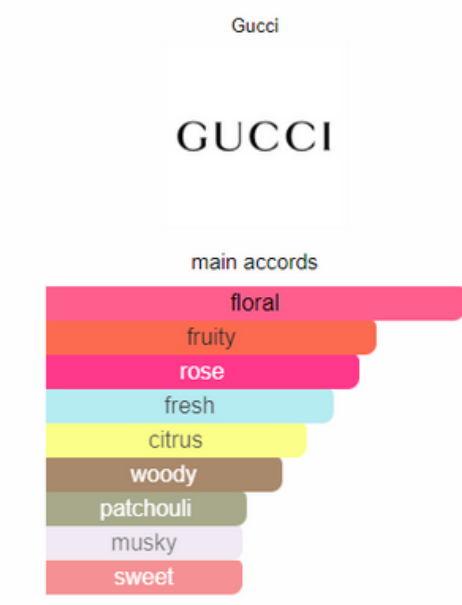 Gucci
GUCCI
main accords
floral
fruity
rose
fresh
citrus
woody
patchouli
musky
sweet